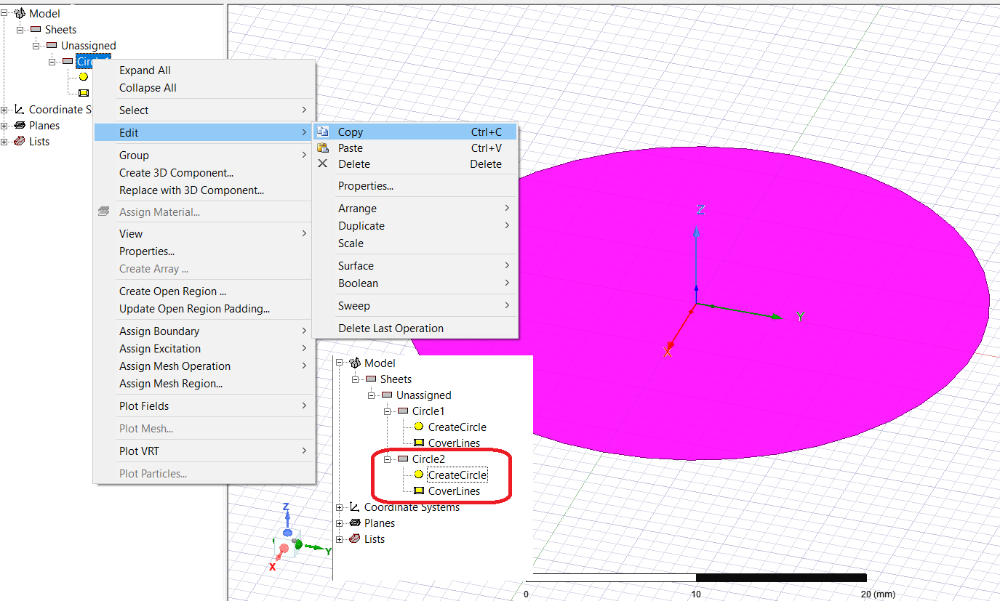 Model
Sheets
Unassigned
Coordinate
Planes
Lists
Expand All
Collapse All
Select
Edit
Group
Create 3D Component...
Replace with 3D Component...
Assign Material...
View
Properties...
Create Array ...
Create Open Region ...
Update Open Region Padding...
Assign Boundary
Assign Excitation
Assign Mesh Operation
Assign Mesh Region...
Plot Fields
Plot Mesh...
Plot VRT
Plot Particles...
Copy Ctrl+C
Paste Ctrl+V
Delete Delete
Properties...
Arrange
Duplicate
Scale
Surface
Boolean
Sweep
Delete Last Operation
Model
Sheets
Unassigned
Circle1
CreateCircle
CoverLines
Circle2
CreateCircle
CoverLines
Coordinate Systems
Planes
Lists
Z
Y
X
Z
Y
X
0 10 20 (mm)